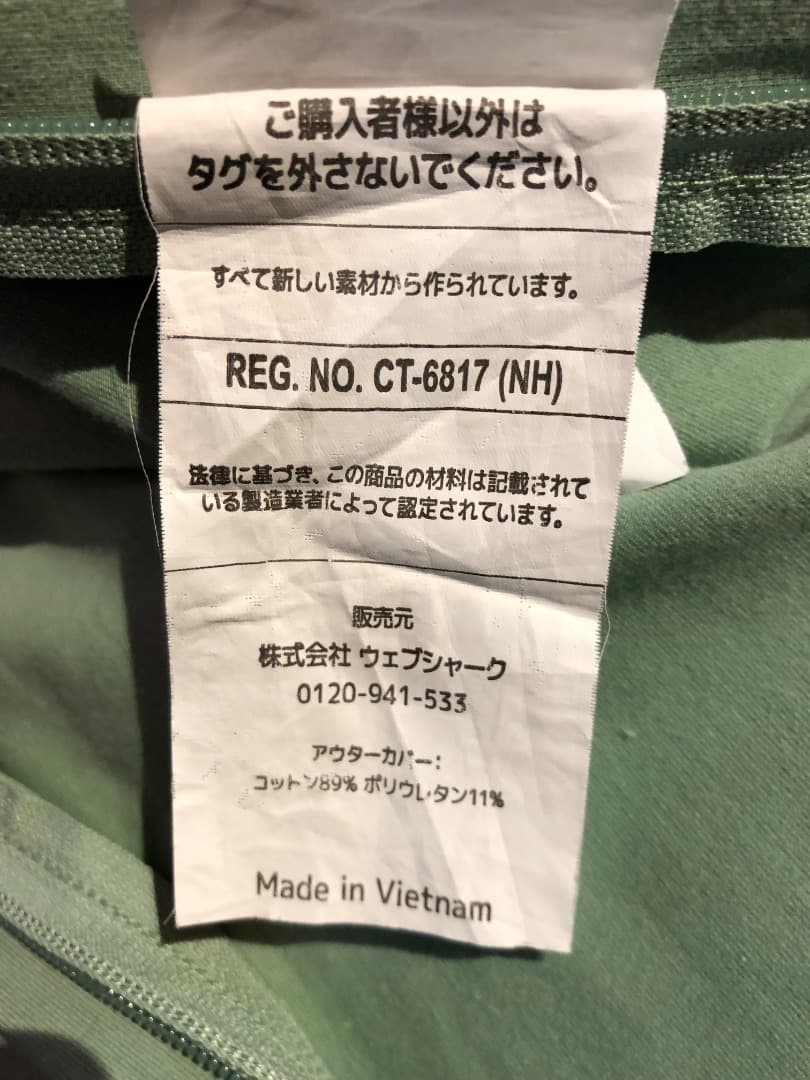 ご購入者様以外は
タグを外さないでください。
すべて新しい素材から作られています。
REG. NO. CT-6817 (NH)
法律に基づき、この商品の材料は記載されて
いる製造業者によって認定されています。
販売元
株式会社 ウェブシャーク
0120-941-533
アウターカバー:
コットン89% ポリウレタン11%
Made in Vietnam